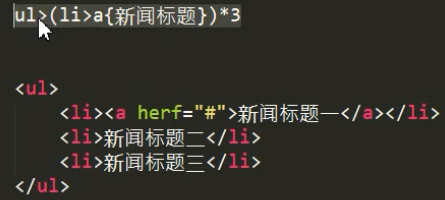 ul>(li>a{新闻标题})*3
<ul>
<li><a herf="#">新闻标题一</a></li>
<li>新闻标题二</li>
<li>新闻标题三</li>
</ul>